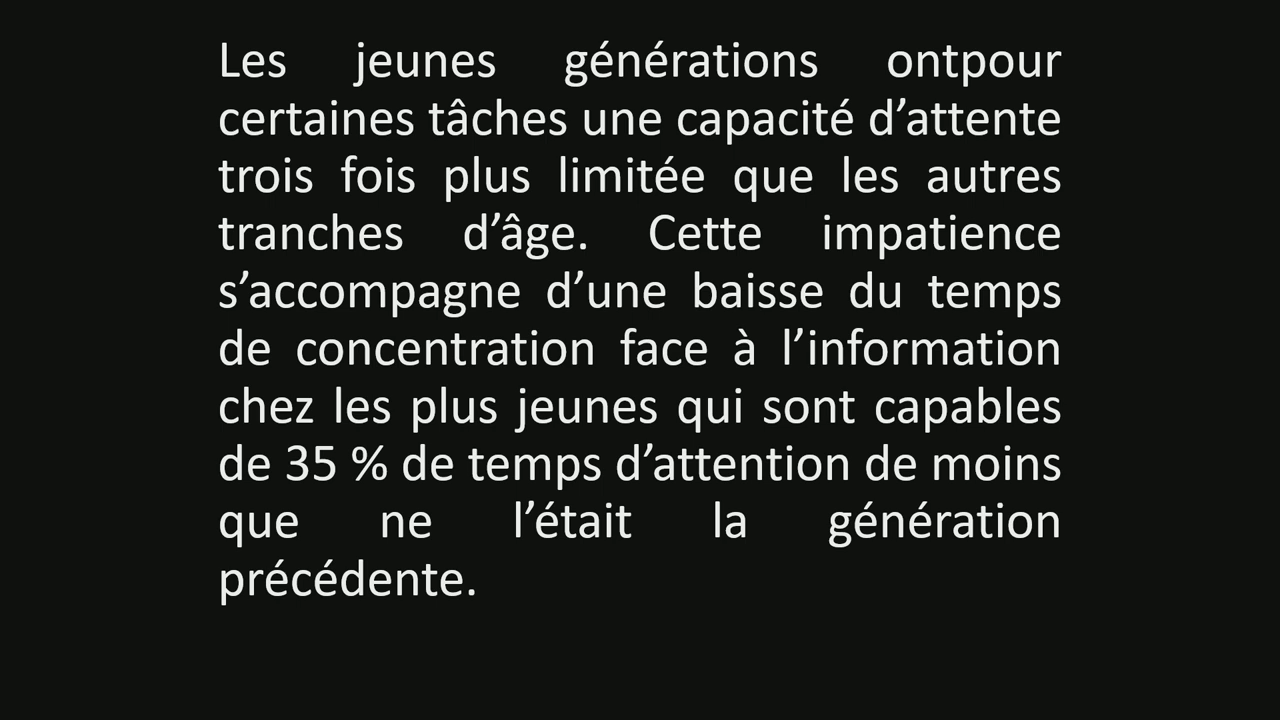 Les jeunes générations ontpour
certaines tâches une capacité d’attente
trois fois plus limitée que les autres
tranches d’âge. Cette impatience
s’accompagne d’une baisse du temps
de concentration face à l’information
chez les plus jeunes qui sont capables
de 35 % de temps d’attention de moins
que ne l’était la génération
précédente.